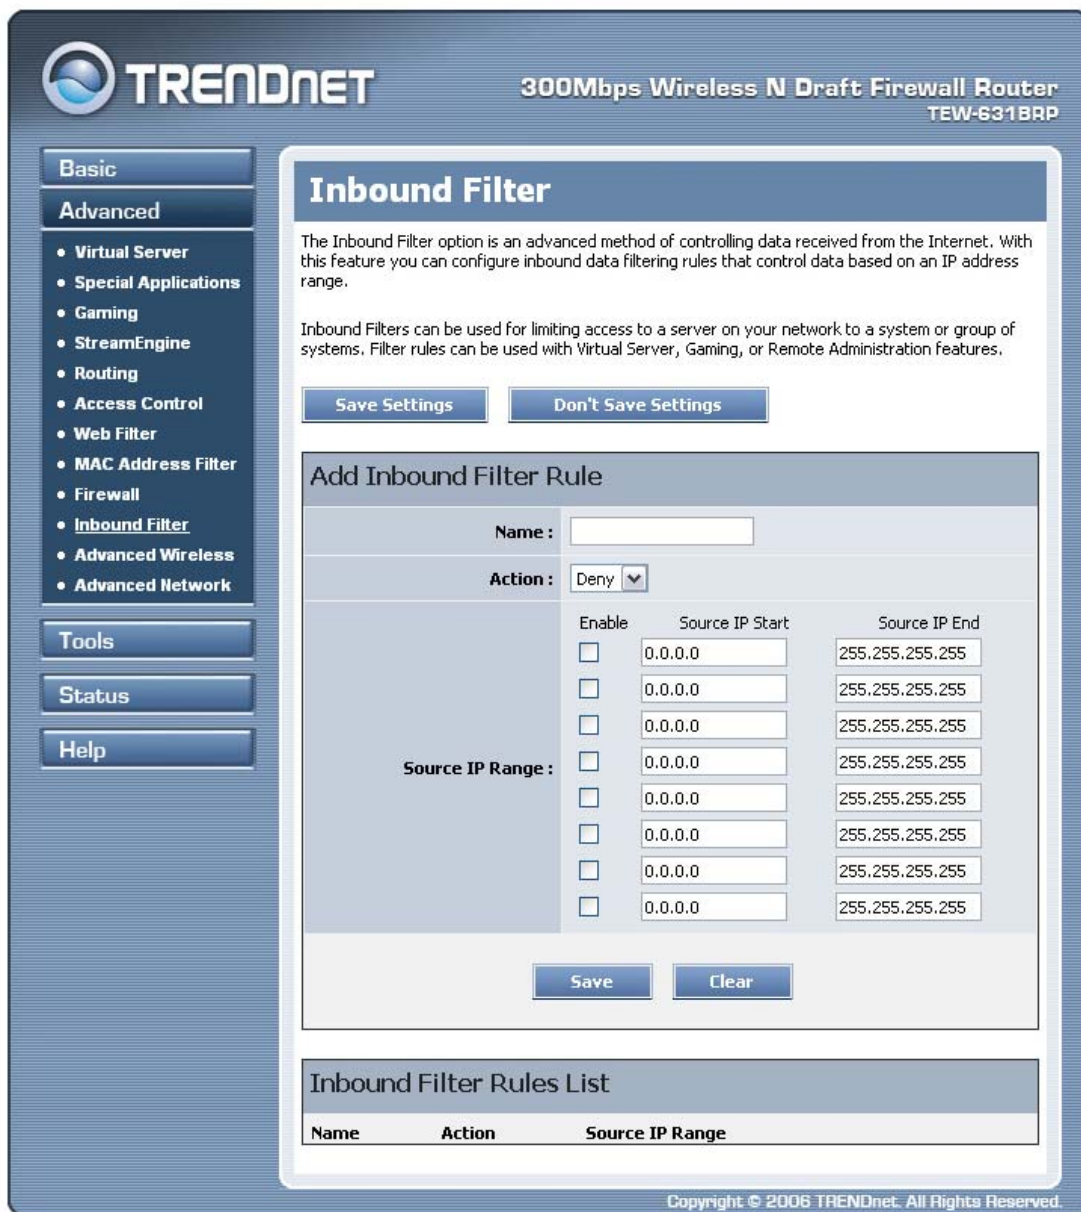 TRENDNET
300Mbps Wireless N Draft Firewall Router
TEW-631BRP
Basic
Advanced
• Virtual Server
• Special Applications
• Gaming
• StreamEngine
• Routing
• Access Control
• Web Filter
• MAC Address Filter
• Firewall
• Inbound Filter
• Advanced Wireless
• Advanced Network
Tools
Status
Help
Inbound Filter
The Inbound Filter option is an advanced method of controlling data received from the Internet. With
this feature you can configure inbound data filtering rules that control data based on an IP address
range.
Inbound Filters can be used for limiting access to a server on your network to a system or group of
systems. Filter rules can be used with Virtual Server, Gaming, or Remote Administration features.
Save Settings Don't Save Settings
Add Inbound Filter Rule
Name :
Action : Deny
Source IP Range :
Enable Source IP Start Source IP End
0.0.0.0 255.255.255.255
0.0.0.0 255.255.255.255
0.0.0.0 255.255.255.255
0.0.0.0 255.255.255.255
0.0.0.0 255.255.255.255
0.0.0.0 255.255.255.255
0.0.0.0 255.255.255.255
0.0.0.0 255.255.255.255
Save Clear
Inbound Filter Rules List
Name Action Source IP Range
Copyright © 2006 TRENDnet. All Rights Reserved.